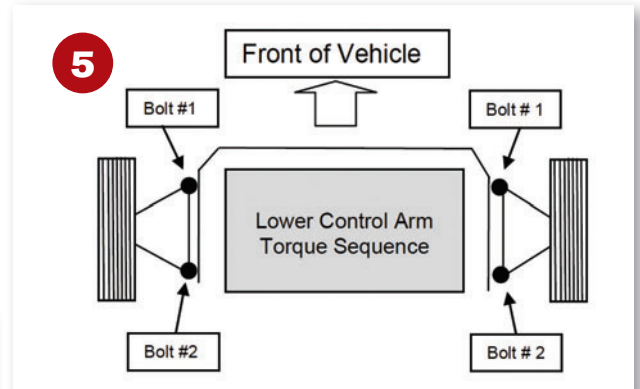 5
Front of Vehicle
Bolt #1
Bolt # 1
Lower Control Arm
Torque Sequence
Bolt #2
Bolt # 2